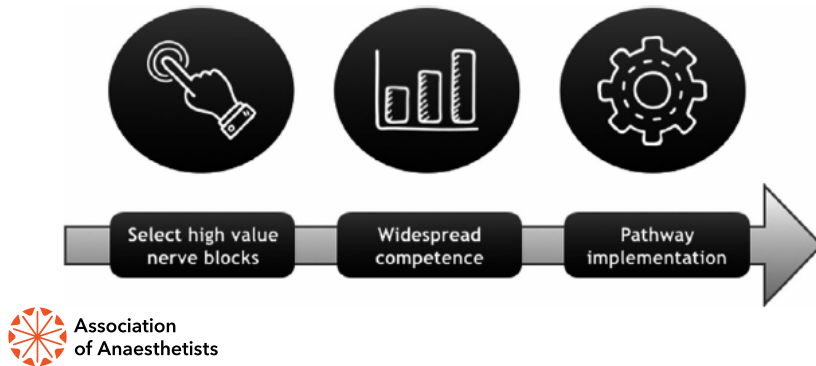 Select high value
nerve blocks
Widespread
competence
Pathway
implementation
Association
of Anaesthetists